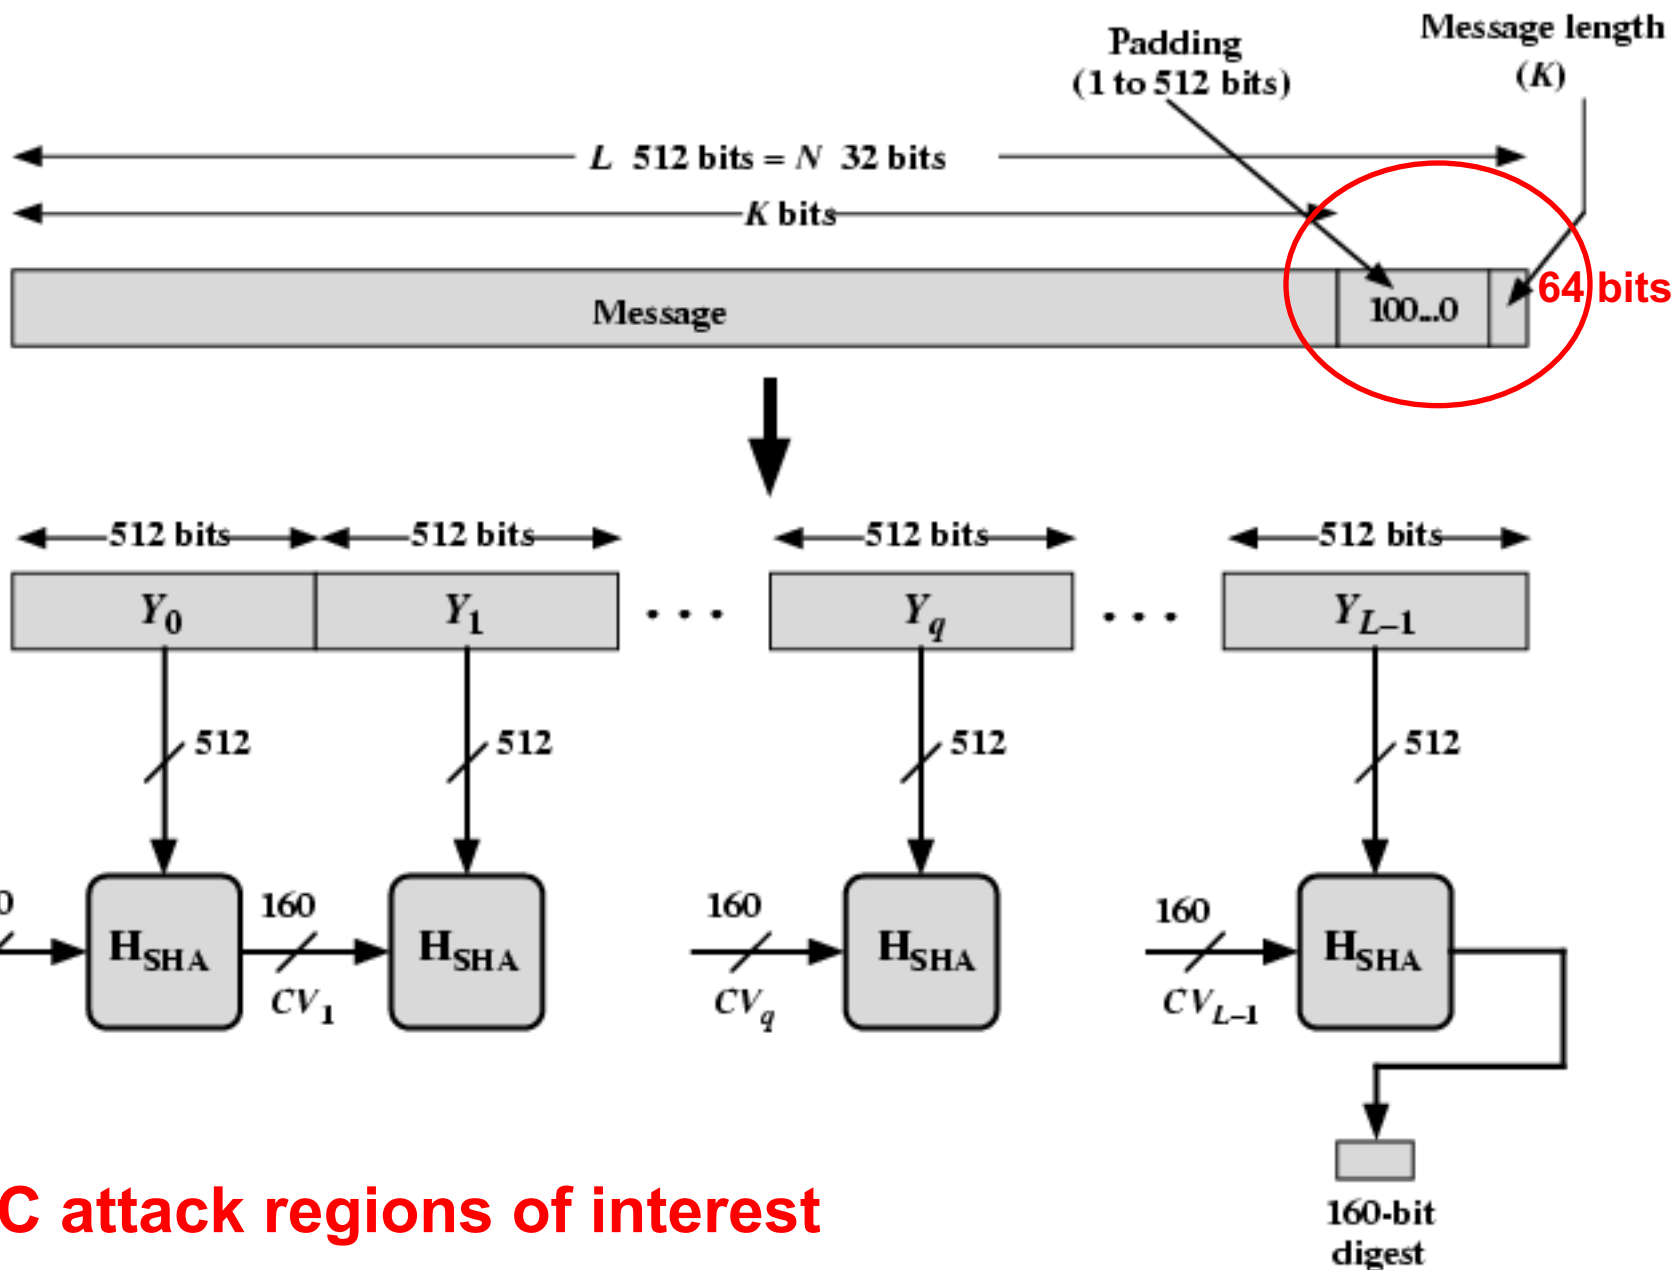 Padding
(1 to 512 bits)
Message length
(K)
L 512 bits = N 32 bits
K bits
Message
100...0
64 bits
512 bits 512 bits 512 bits 512 bits
Y0 Y1 . . . Yq . . . YL–1
512 512 512 512
0 160 160 160
HSHA HSHA HSHA HSHA
CV1 CVq CVL–1
C attack regions of interest
160-bit
digest